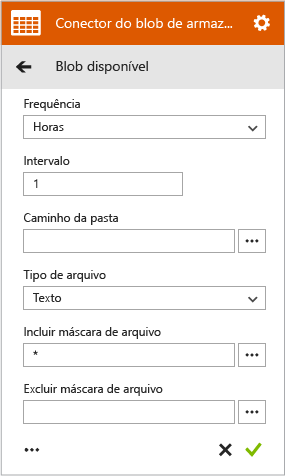 Conector do blob de armaz...
Blob disponível
Frequência
Horas
Intervalo
1
Caminho da pasta
Tipo de arquivo
Texto
Incluir máscara de arquivo
*
Excluir máscara de arquivo